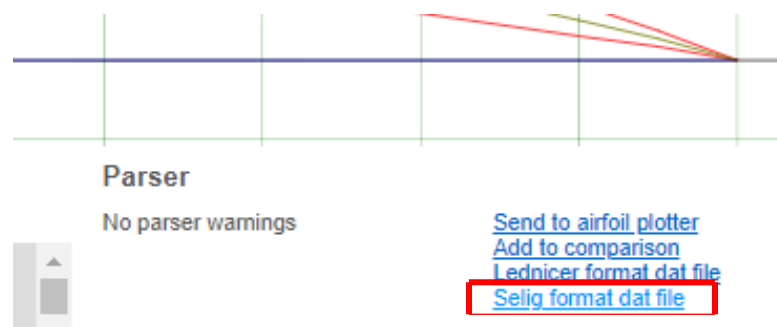 Parser
No parser warnings
Send to airfoil plotter
Add to comparison
Lednicer format dat file
Selig format dat file